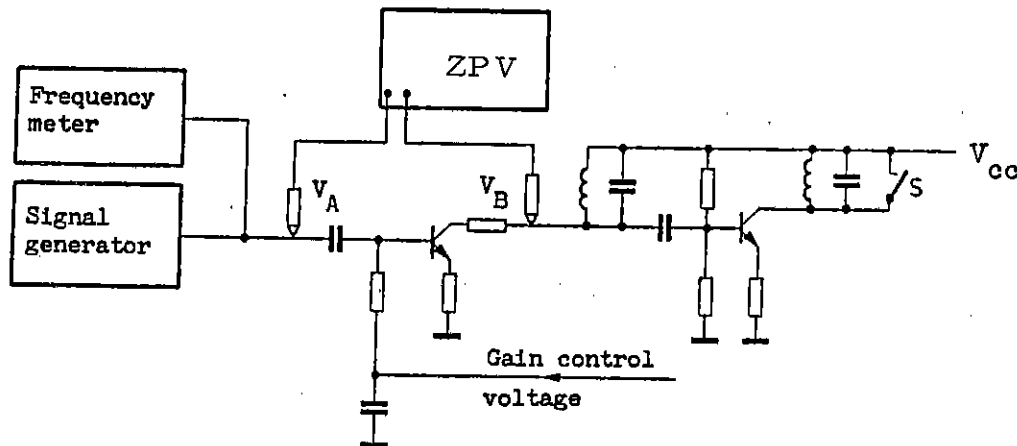 ZPV
Frequency
meter
Signal
generator
V_A
V_B
V_cc
S
Gain control
voltage